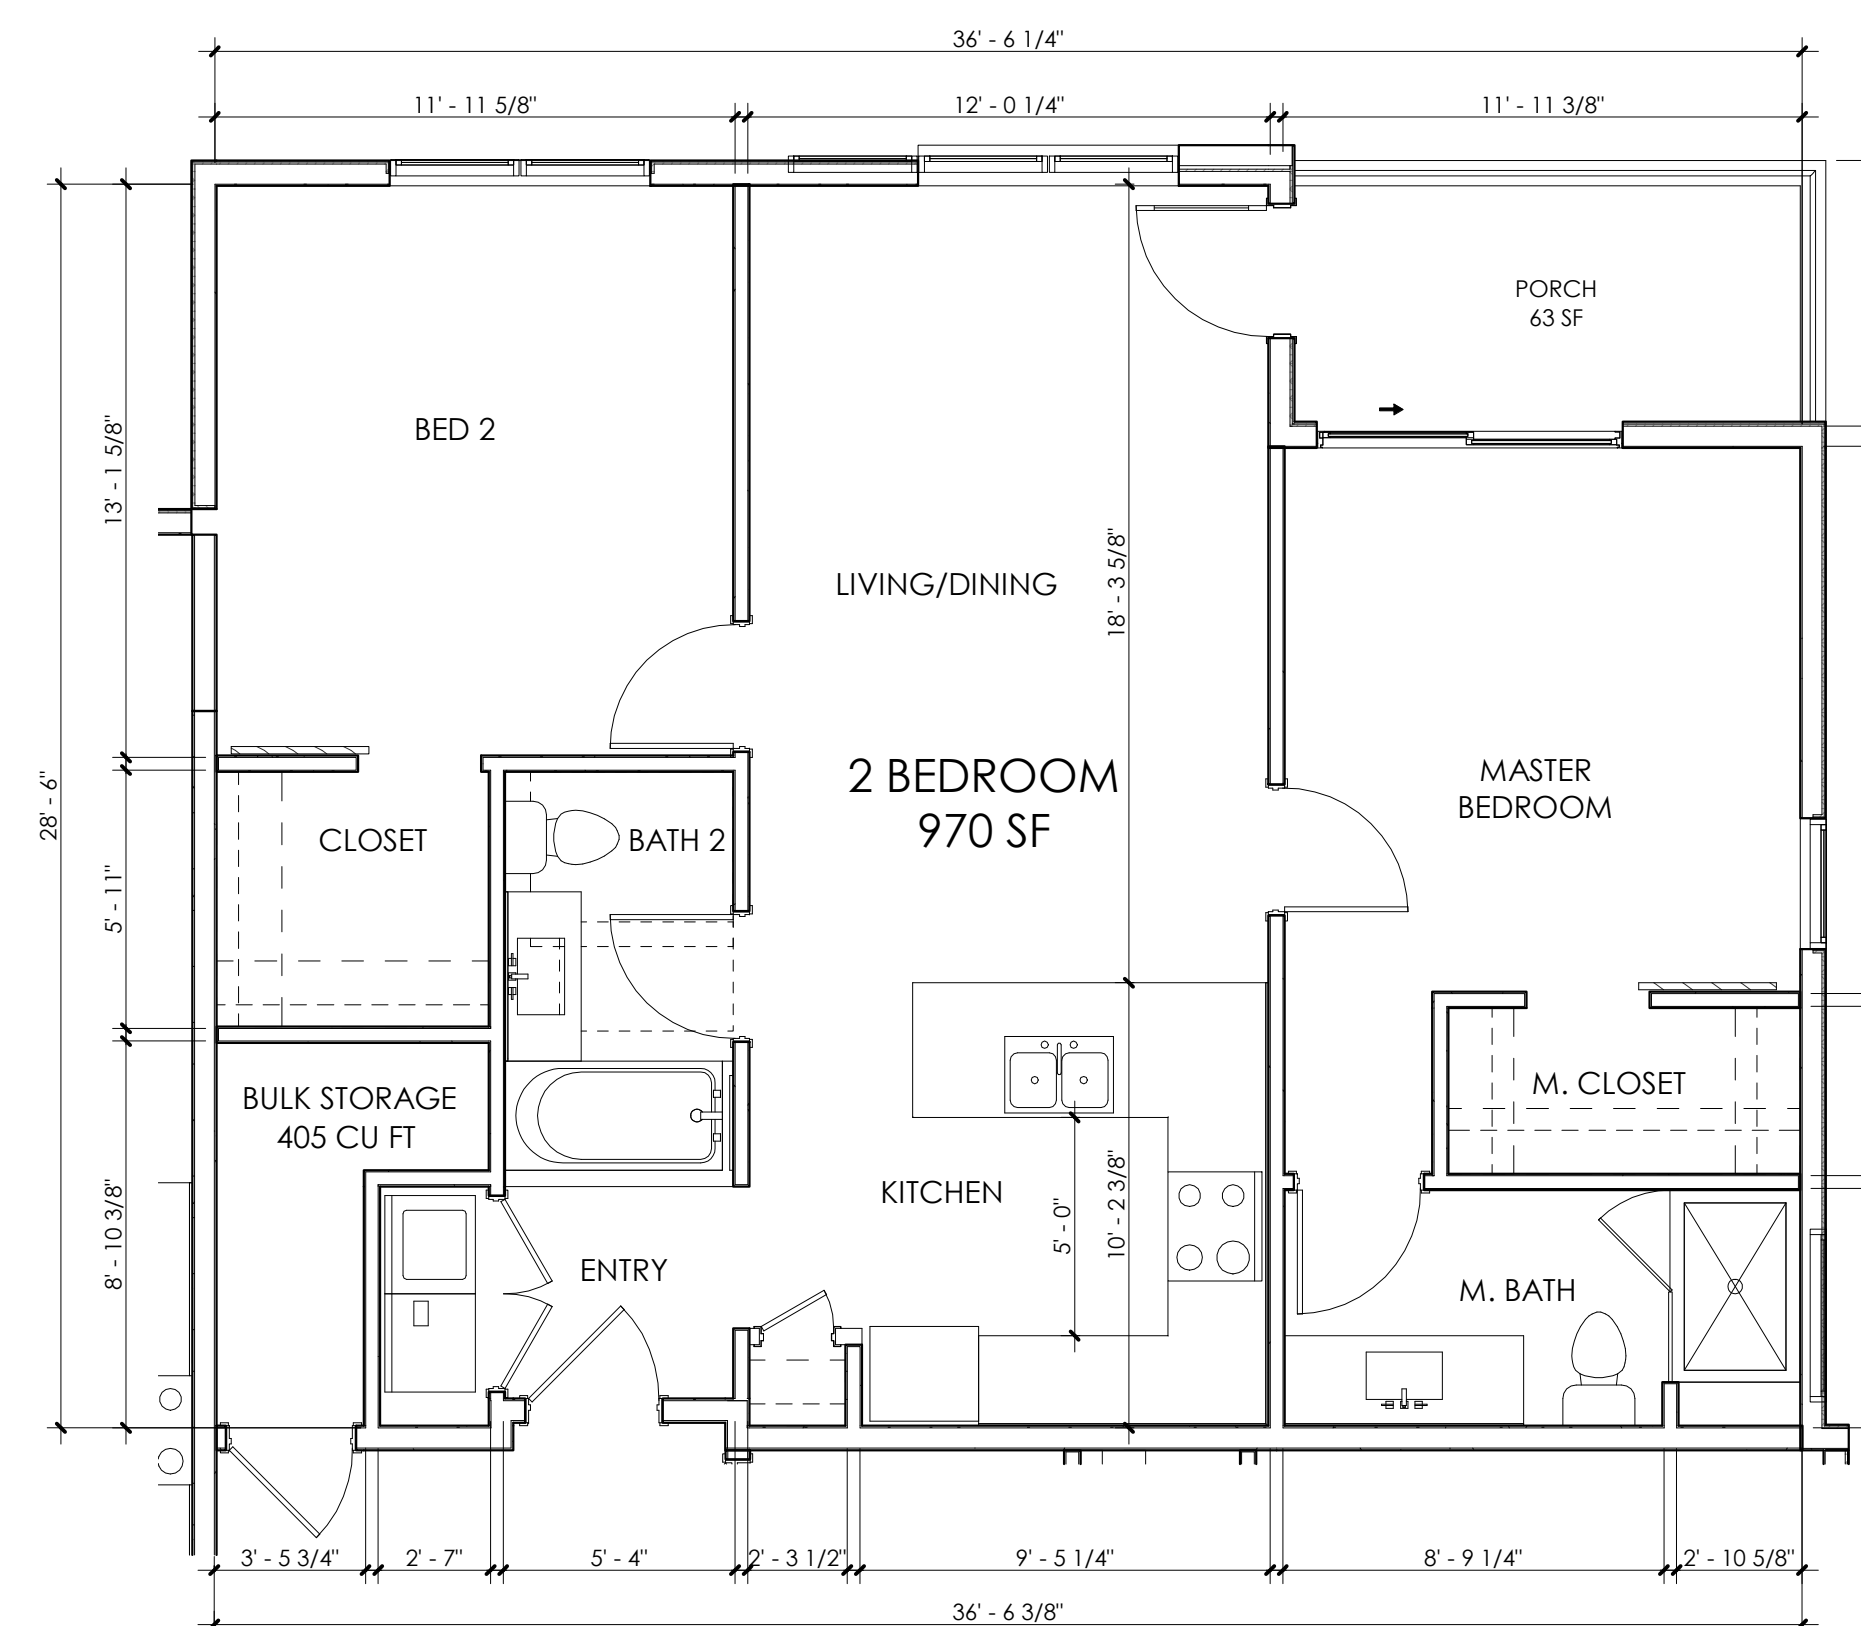 36' - 6 1/4"
11' - 11 5/8"
12' - 0 1/4"
11' - 11 3/8"
PORCH
63 SF
BED 2
13' - 1 5/8"
LIVING/DINING
18' - 3 5/8"
2 BEDROOM
970 SF
MASTER
BEDROOM
28' - 6"
CLOSET
BATH 2
5' - 11"
BULK STORAGE
405 CU FT
M. CLOSET
8' - 10 3/8"
KITCHEN
5' - 0"
10' - 2 3/8"
ENTRY
M. BATH
3' - 5 3/4"
2' - 7"
5' - 4"
2' - 3 1/2"
9' - 5 1/4"
8' - 9 1/4"
2' - 10 5/8"
36' - 6 3/8"